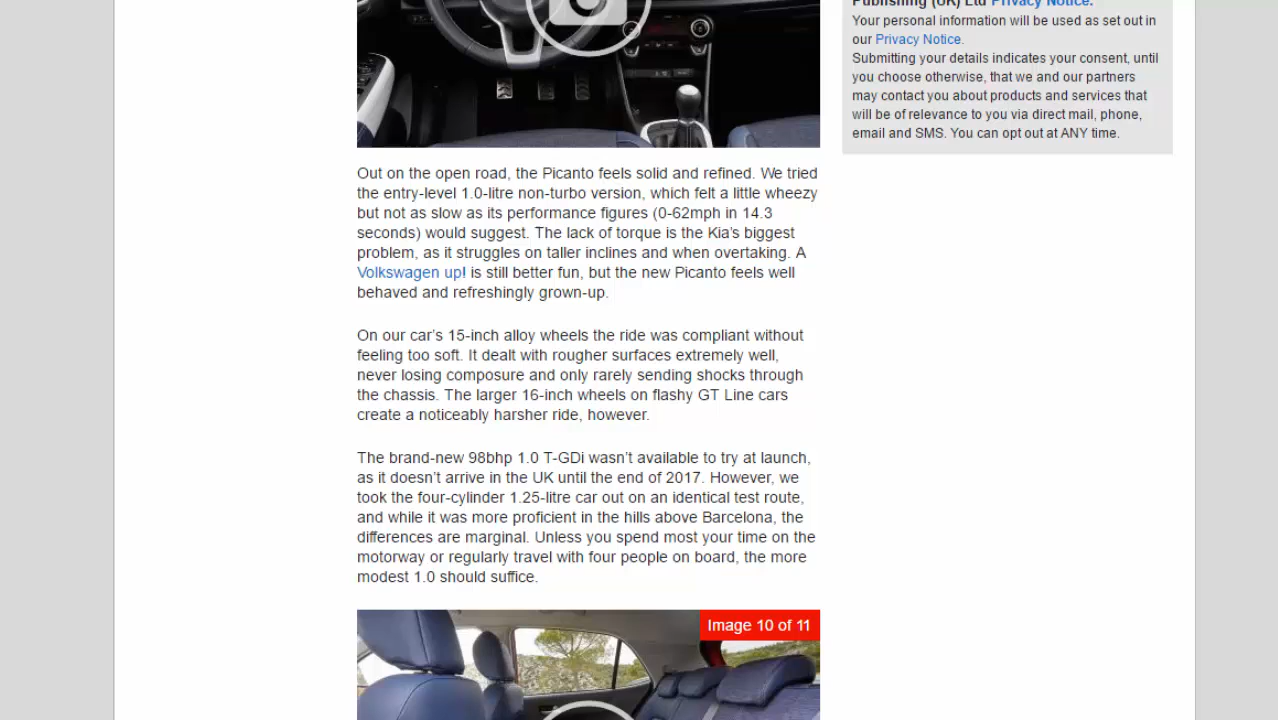 Publishing (UK) Ltd Privacy Notice.
Your personal information will be used as set out in
our Privacy Notice.
Submitting your details indicates your consent, until
you choose otherwise, that we and our partners
may contact you about products and services that
will be of relevance to you via direct mail, phone,
email and SMS. You can opt out at ANY time.
Out on the open road, the Picanto feels solid and refined. We tried
the entry-level 1.0-litre non-turbo version, which felt a little wheezy
but not as slow as its performance figures (0-62mph in 14.3
seconds) would suggest. The lack of torque is the Kia’s biggest
problem, as it struggles on taller inclines and when overtaking. A
Volkswagen up! is still better fun, but the new Picanto feels well
behaved and refreshingly grown-up.
On our car’s 15-inch alloy wheels the ride was compliant without
feeling too soft. It dealt with rougher surfaces extremely well,
never losing composure and only rarely sending shocks through
the chassis. The larger 16-inch wheels on flashy GT Line cars
create a noticeably harsher ride, however.
The brand-new 98bhp 1.0 T-GDi wasn’t available to try at launch,
as it doesn’t arrive in the UK until the end of 2017. However, we
took the four-cylinder 1.25-litre car out on an identical test route,
and while it was more proficient in the hills above Barcelona, the
differences are marginal. Unless you spend most your time on the
motorway or regularly travel with four people on board, the more
modest 1.0 should suffice.
Image 10 of 11